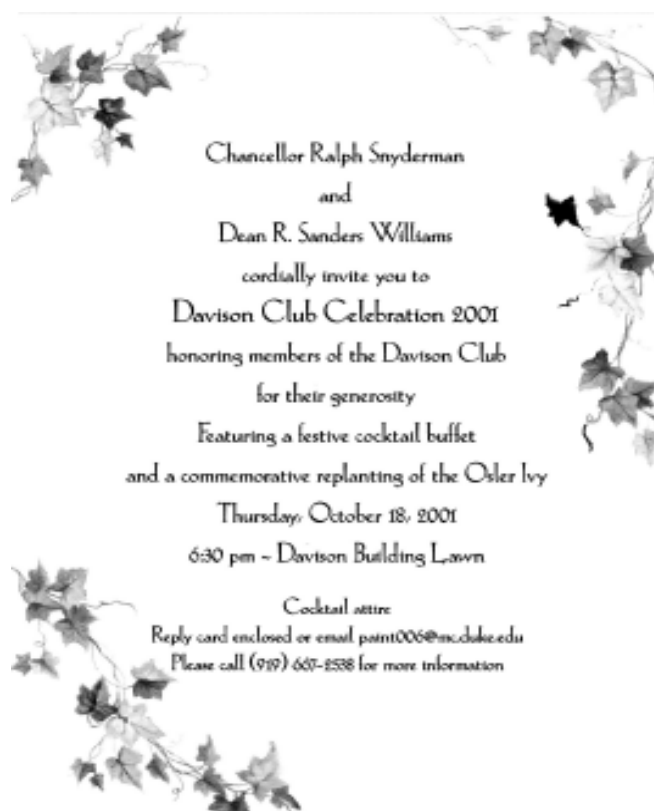 Chancellor Ralph Snyderman
and
Dean R. Sanders Williams
cordially invite you to
Davison Club Celebration 2001
honoring members of the Davison Club
for their generosity
Featuring a festive cocktail buffet
and a commemorative replanting of the Osler Ivy
Thursday, October 18, 2001
6:30 pm - Davison Building Lawn
Cocktail attire
Reply card enclosed or email paint006@mc.duke.edu
Please call (919) 667-2538 for more information